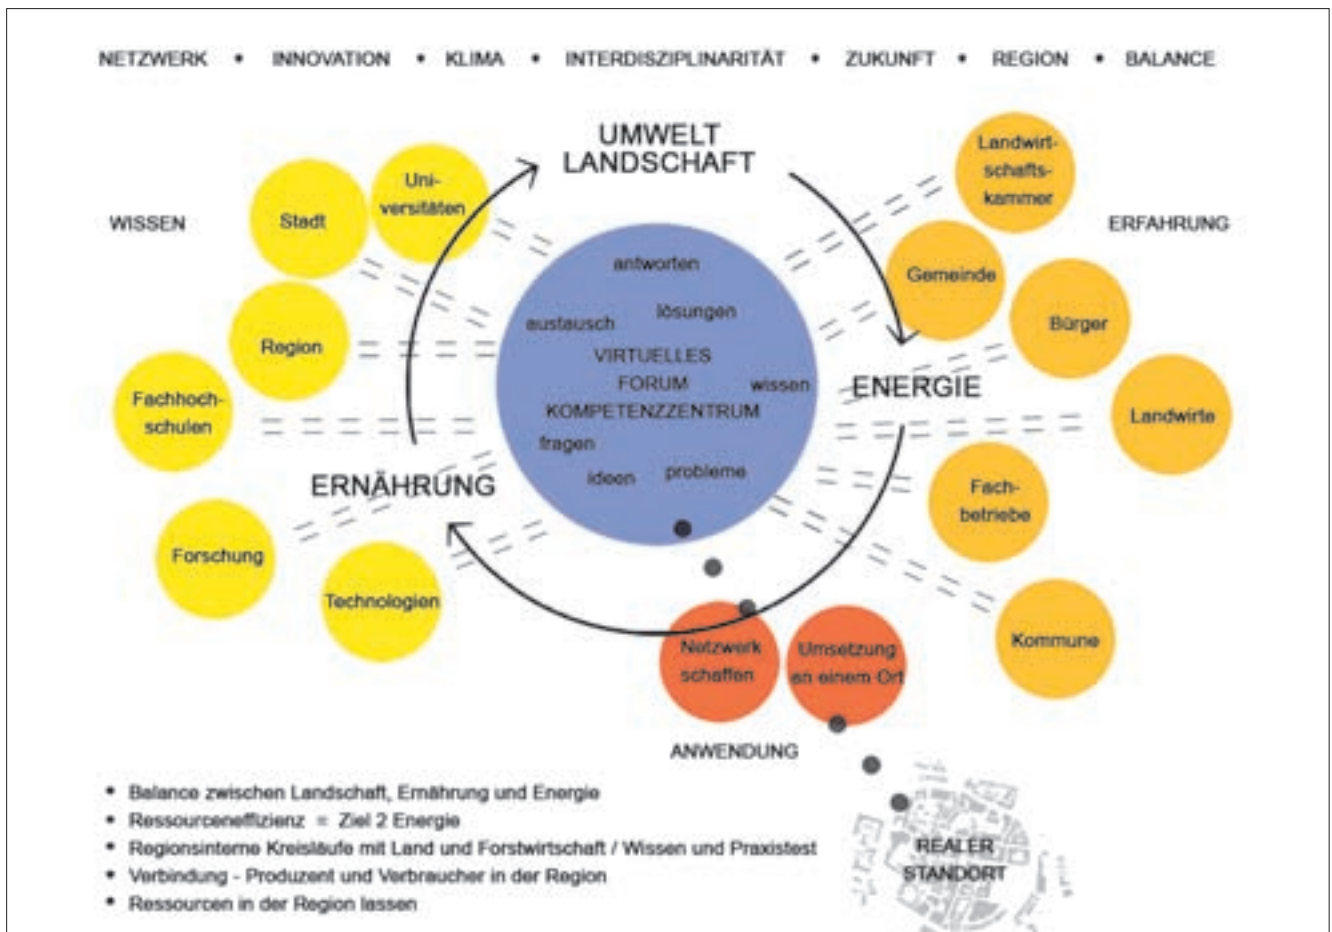 NETZWERK • INNOVATION • KLIMA • INTERDISZIPLINARITÄT • ZUKUNFT • REGION • BALANCE
UMWELT
LANDSCHAFT
WISSEN
Stadt
Uni-
versitäten
Region
Fachhoch-
schulen
Forschung
Technologien
ERNÄHRUNG
antworten
lösungen
austausch
VIRTUELLES
FORUM
wissen
KOMPETENZZENTRUM
fragen
ideen
probleme
ENERGIE
ERFAHRUNG
Landwirt-
schafts-
kammer
Gemeinde
Bürger
Landwirte
Fach-
betriebe
Kommune
Netzwerk
schaffen
Umsetzung
an einem Ort
ANWENDUNG
REALER
STANDORT
• Balance zwischen Landschaft, Ernährung und Energie
• Ressourceneffizienz = Ziel 2 Energie
• Regionsinterne Kreisläufe mit Land und Forstwirtschaft / Wissen und Praxistest
• Verbindung - Produzent und Verbraucher in der Region
• Ressourcen in der Region lassen